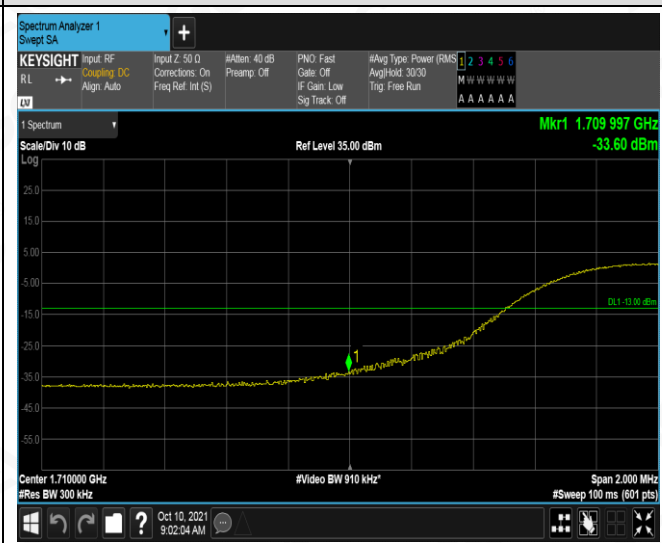 Spectrum Analyzer 1
Swept SA
+
KEYSIGHT
RL
LXI
Input: RF
Coupling: DC
Align: Auto
Input Z: 50 Ω
Corrections: On
Freq Ref: Int (S)
#Atten: 40 dB
Preamp: Off
PNO: Fast
Gate: Off
IF Gain: Low
Sig Track: Off
#Avg Type: Power (RMS
Avg|Hold: 30/30
Trig: Free Run
1 2 3 4 5 6
M W W W W W
A A A A A A
1 Spectrum
Mkr1 1.709 997 GHz
Scale/Div 10 dB
Ref Level 35.00 dBm
-33.60 dBm
Log
25.0
15.0
5.00
-5.00
DL1 -13.00 dBm
-15.0
-25.0
1
-35.0
-45.0
-55.0
Center 1.710000 GHz
#Video BW 910 kHz*
Span 2.000 MHz
#Res BW 300 kHz
#Sweep 100 ms (601 pts)
?
Oct 10, 2021
9:02:04 AM